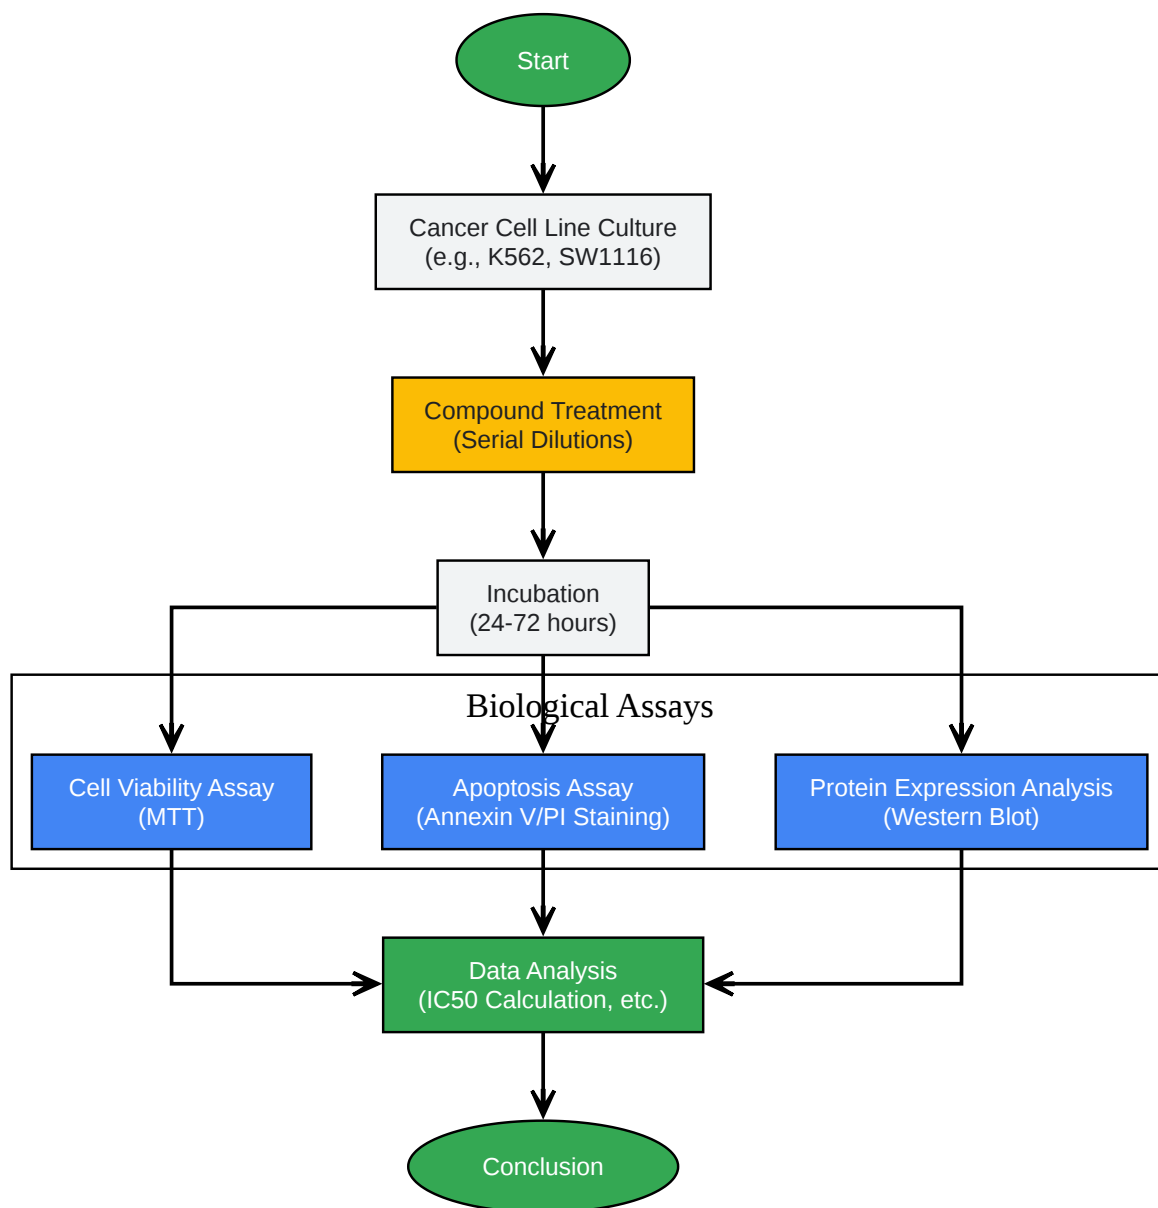 Start
Cancer Cell Line Culture
(e.g., K562, SW1116)
Compound Treatment
(Serial Dilutions)
Incubation
(24-72 hours)
Biological Assays
Cell Viability Assay
(MTT)
Apoptosis Assay
(Annexin V/PI Staining)
Protein Expression Analysis
(Western Blot)
Data Analysis
(IC50 Calculation, etc.)
Conclusion